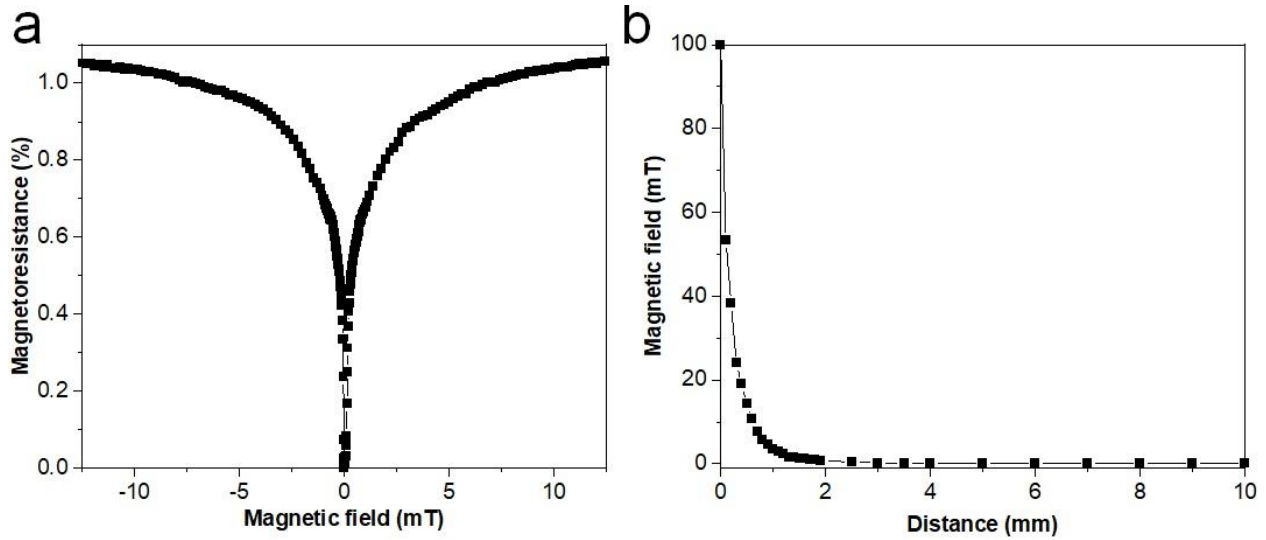 a
1.0
0.8
0.6
0.4
0.2
0.0
Magnetoresistance (%)
-10 -5 0 5 10
Magnetic field (mT)
b
100
80
60
40
20
0
Magnetic field (mT)
0 2 4 6 8 10
Distance (mm)